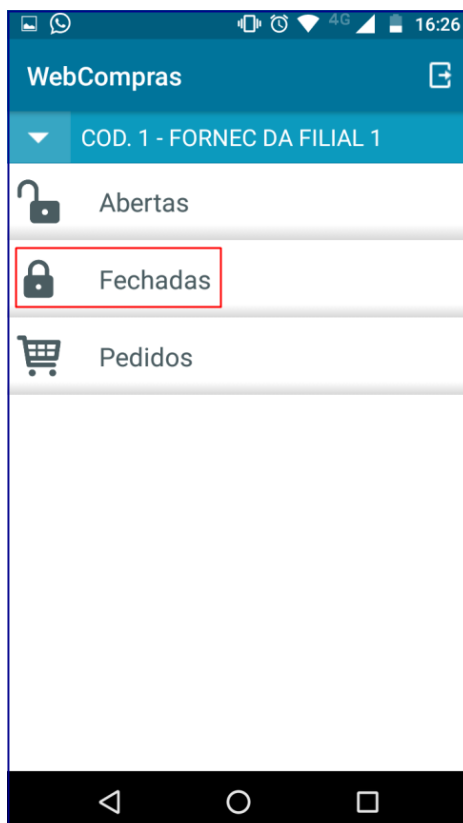 4G 16:26
WebCompras
COD. 1 - FORNEC DA FILIAL 1
Abertas
Fechadas
Pedidos